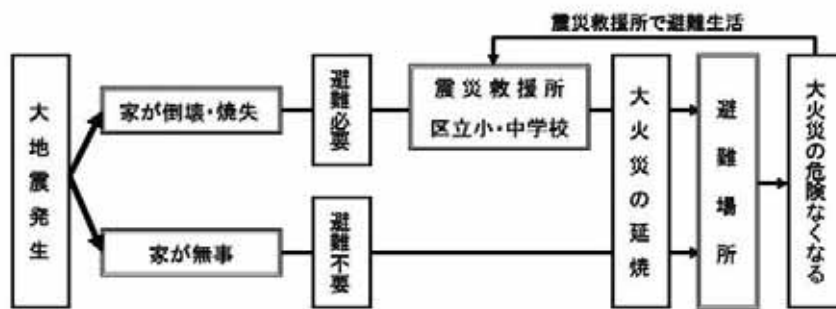 震災救援所で避難生活
大地震発生
家が倒壊・焼失
避難必要
震災救援所
区立小・中学校
大火災の延焼
避難場所
大火災の危険なくなる
家が無事
避難不要